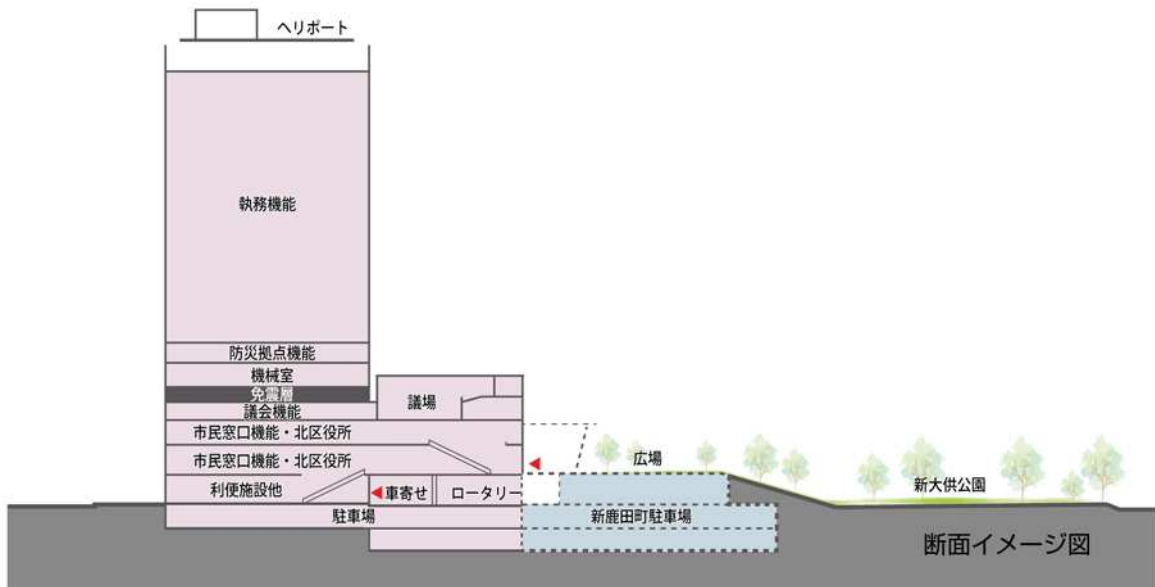 ヘリポート
執務機能
防災拠点機能
機械室
免震層
議会機能
議場
市民窓口機能・北区役所
市民窓口機能・北区役所
広場
利便施設他
車寄せ
ロータリー
新大供公園
駐車場
新鹿田町駐車場
断面イメージ図